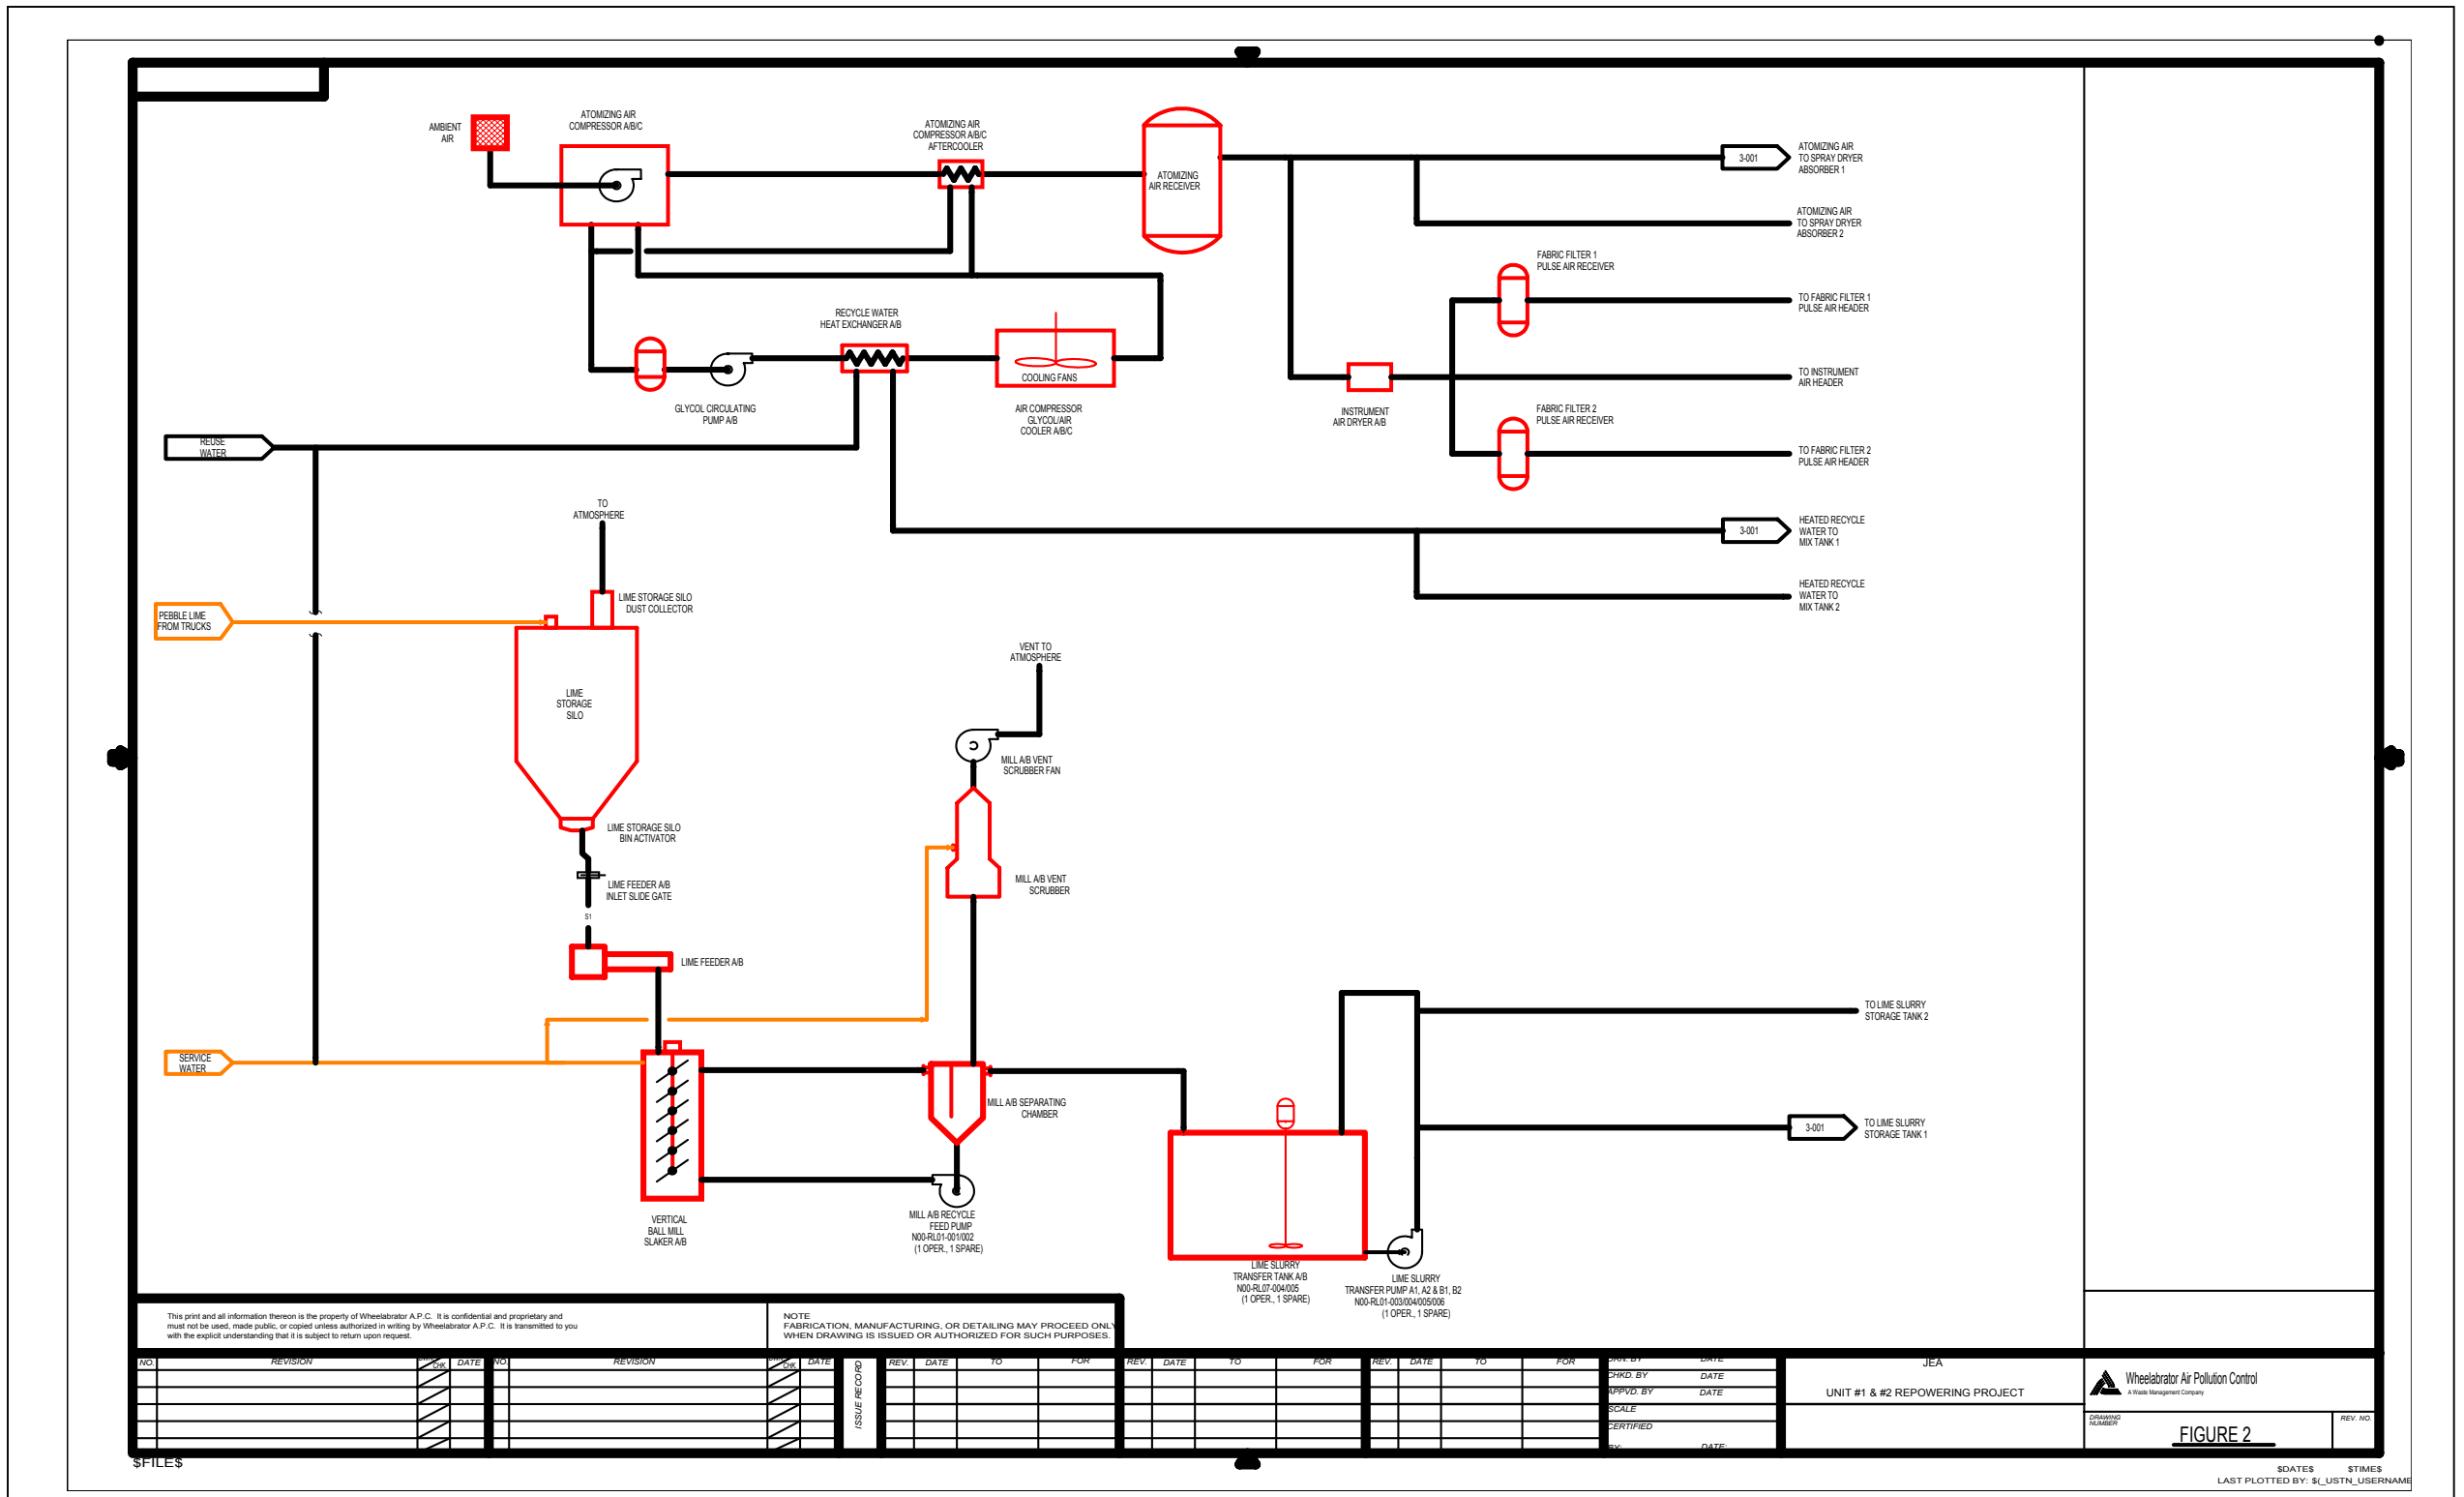 AMBIENT
AIR
ATOMIZING AIR
COMPRESSOR A/B/C
ATOMIZING AIR
COMPRESSOR A/B/C
AFTERCOOLER
ATOMIZING
AIR RECEIVER
3-001
ATOMIZING AIR
TO SPRAY DRYER
ABSORBER 1
ATOMIZING AIR
TO SPRAY DRYER
ABSORBER 2
FABRIC FILTER 1
PULSE AIR RECEIVER
TO FABRIC FILTER 1
PULSE AIR HEADER
RECYCLE WATER
HEAT EXCHANGER A/B
COOLING FANS
GLYCOL CIRCULATING
PUMP A/B
AIR COMPRESSOR
GLYCOL/AIR
COOLER A/B/C
INSTRUMENT
AIR DRYER A/B
TO INSTRUMENT
AIR HEADER
FABRIC FILTER 2
PULSE AIR RECEIVER
TO FABRIC FILTER 2
PULSE AIR HEADER
REUSE
WATER
TO
ATMOSPHERE
3-001
HEATED RECYCLE
WATER TO
MIX TANK 1
HEATED RECYCLE
WATER TO
MIX TANK 2
PEBBLE LIME
FROM TRUCKS
LIME STORAGE SILO
DUST COLLECTOR
LIME
STORAGE
SILO
VENT TO
ATMOSPHERE
MILL A/B VENT
SCRUBBER FAN
LIME STORAGE SILO
BIN ACTIVATOR
LIME FEEDER A/B
INLET SLIDE GATE
S1
MILL A/B VENT
SCRUBBER
LIME FEEDER A/B
SERVICE
WATER
TO LIME SLURRY
STORAGE TANK 2
MILL A/B SEPARATING
CHAMBER
3-001
TO LIME SLURRY
STORAGE TANK 1
VERTICAL
BALL MILL
SLAKER A/B
MILL A/B RECYCLE
FEED PUMP
N00-RL01-001/002
(1 OPER., 1 SPARE)
LIME SLURRY
TRANSFER TANK A/B
N00-RL07-004/005
(1 OPER., 1 SPARE)
LIME SLURRY
TRANSFER PUMP A1, A2 & B1, B2
N00-RL01-003/004/005/006
(1 OPER., 1 SPARE)
This print and all information thereon is the property of Wheelabrator A.P.C. It is confidential and proprietary and
must not be used, made public, or copied unless authorized in writing by Wheelabrator A.P.C. It is transmitted to you
with the explicit understanding that it is subject to return upon request.
NOTE
FABRICATION, MANUFACTURING, OR DETAILING MAY PROCEED ONLY
WHEN DRAWING IS ISSUED OR AUTHORIZED FOR SUCH PURPOSES.
NO. REVISION CHK. DATE NO. REVISION CHK. DATE
ISSUE RECORD
REV. DATE TO FOR REV. DATE TO FOR REV. DATE TO FOR
DRN. BY DATE
CHKD. BY DATE
APPVD. BY DATE
SCALE
CERTIFIED
BY: DATE:
JEA
UNIT #1 & #2 REPOWERING PROJECT
Wheelabrator Air Pollution Control
A Waste Management Company
DRAWING
NUMBER
REV. NO.
FIGURE 2
$FILE$
$DATE$ $TIME$
LAST PLOTTED BY: $(_USTN_USERNAME